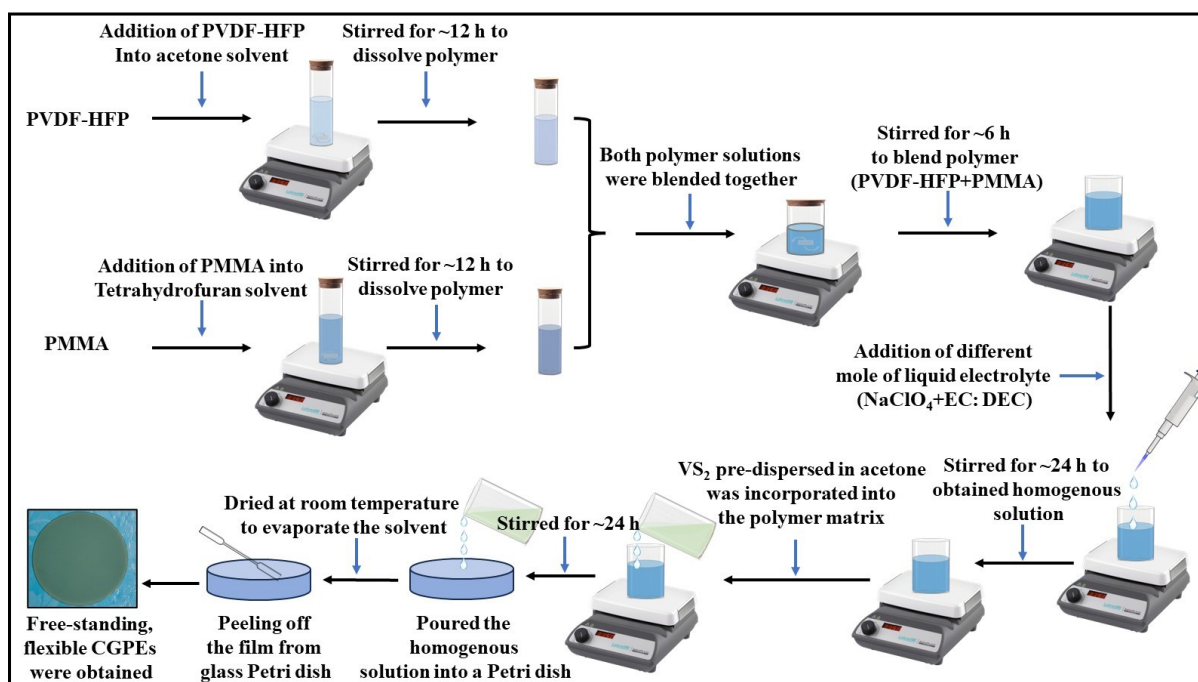 Addition of PVDF-HFP
Into acetone solvent
Stirred for ~12 h to
dissolve polymer
PVDF-HFP
Both polymer solutions
were blended together
Stirred for ~6 h
to blend polymer
(PVDF-HFP+PMMA)
Addition of PMMA into
Tetrahydrofuran solvent
Stirred for ~12 h to
dissolve polymer
PMMA
Addition of different
mole of liquid electrolyte
(NaClO₄+EC: DEC)
Stirred for ~24 h to
obtained homogenous
solution
VS₂ pre-dispersed in acetone
was incorporated into
the polymer matrix
Stirred for ~24 h
Dried at room temperature
to evaporate the solvent
Poured the
homogenous
solution into a Petri dish
Peeling off
the film from
glass Petri dish
Free-standing,
flexible CGPEs
were obtained